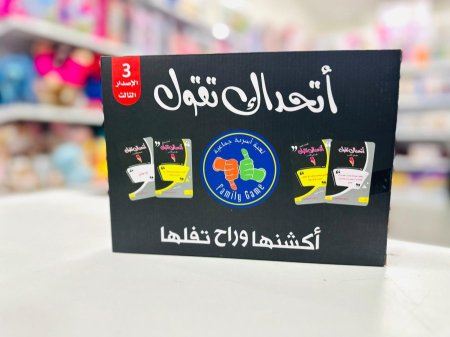 3
الإصدار
الثالث
أتحداك تقول
لعبة أسرية جماعية
Family Game
أكشنها وراح تفلها